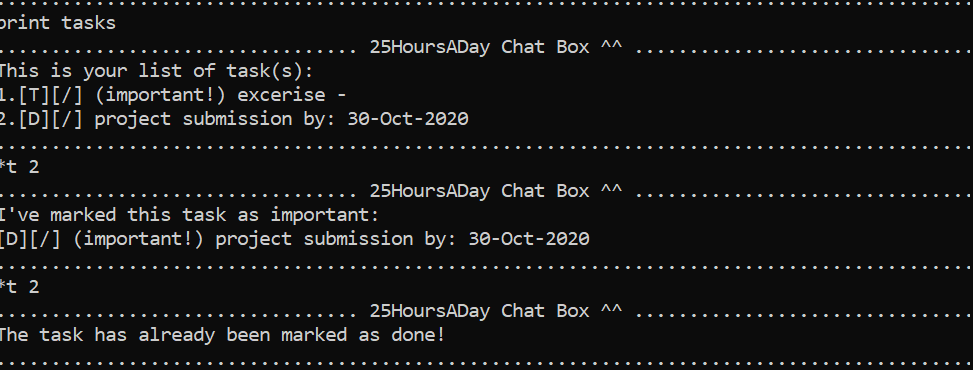 print tasks
.................................. 25HoursADay Chat Box ^^ ..................................
This is your list of task(s):
1.[T][/] (important!) excerise -
2.[D][/] project submission by: 30-Oct-2020
................................................................................................
*t 2
.................................. 25HoursADay Chat Box ^^ ..................................
I've marked this task as important:
[D][/] (important!) project submission by: 30-Oct-2020
................................................................................................
*t 2
.................................. 25HoursADay Chat Box ^^ ..................................
The task has already been marked as done!
................................................................................................